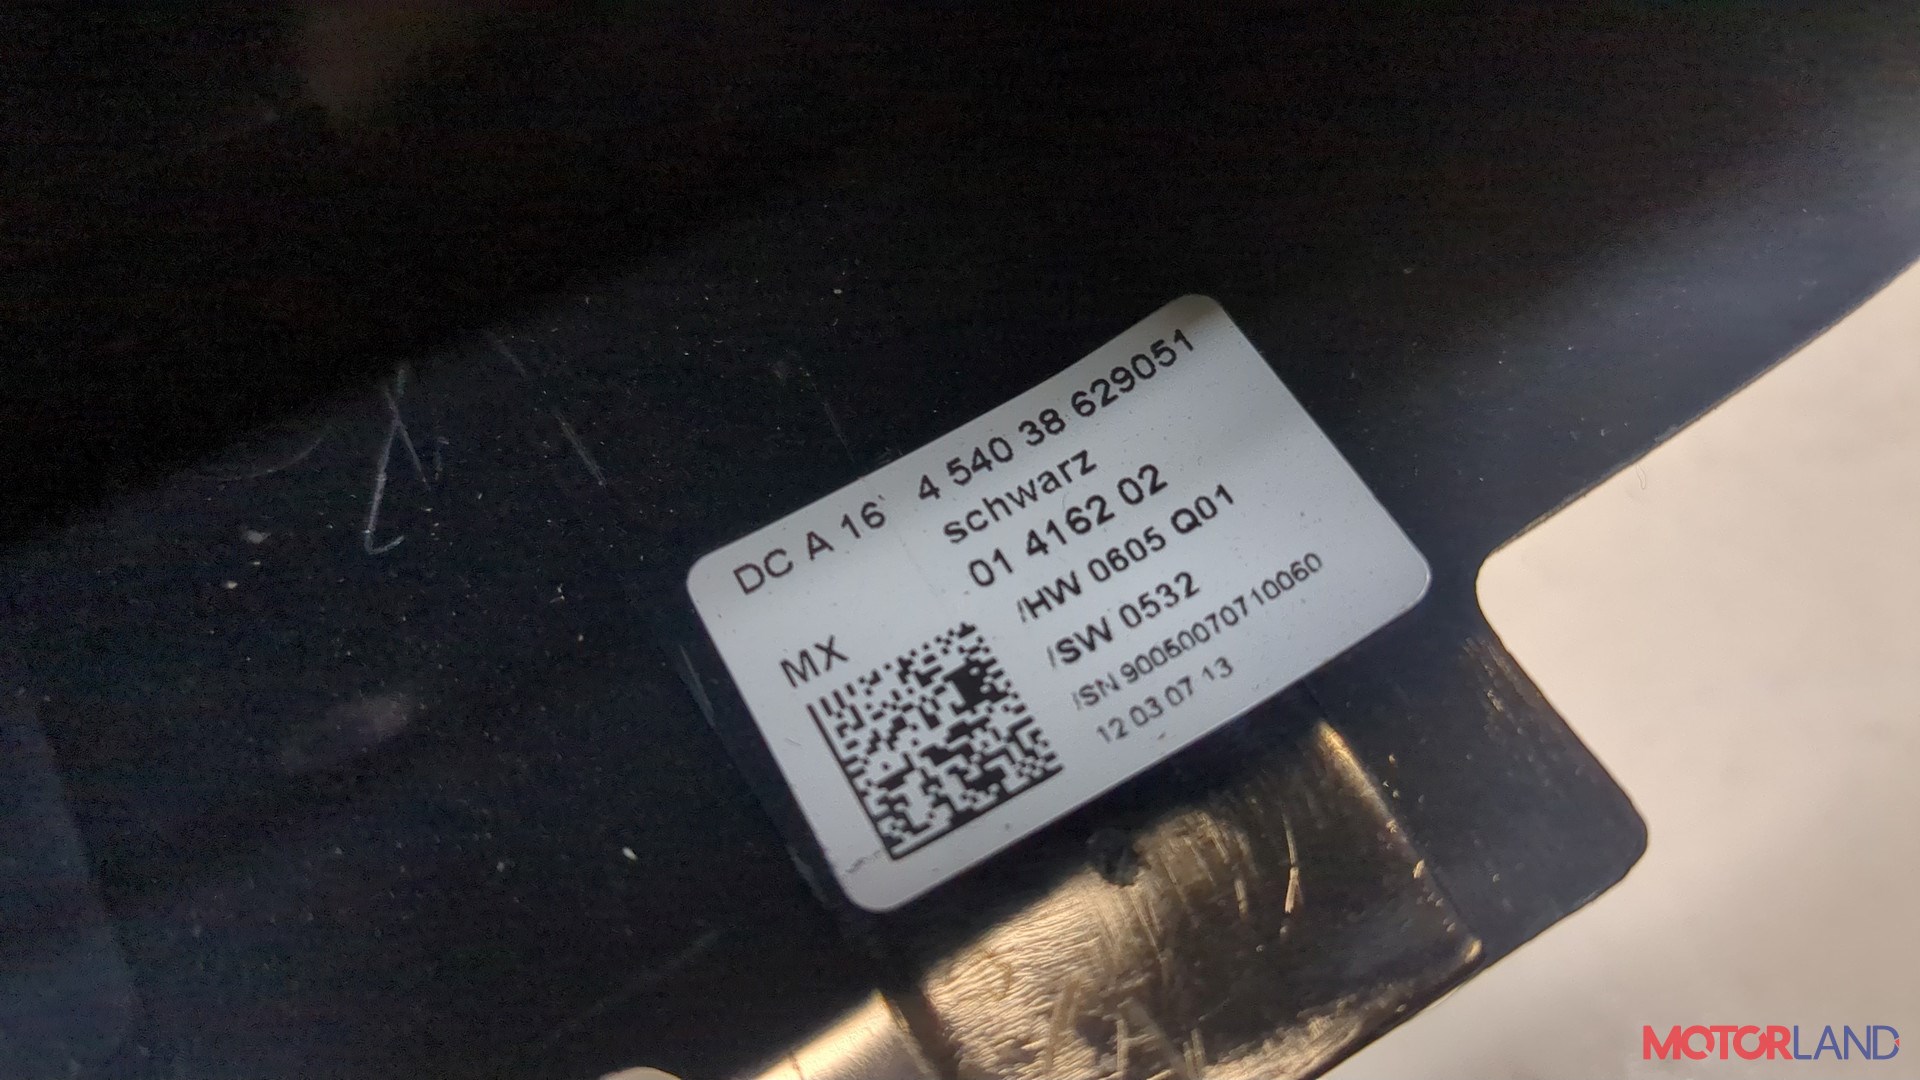 DC A 16' 4 540 38 629051
schwarz
01 4162 02
/HW 0605 Q01
/SW 0532
/SN 90050070710060
12 03 07 13
MX
MOTORLAND